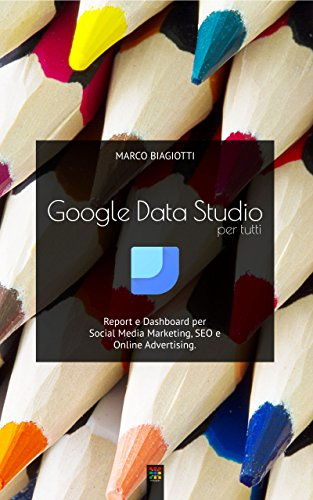 MARCO BIAGIOTTI
Google Data Studio
per tutti
Report e Dashboard per
Social Media Marketing, SEO e
Online Advertising.